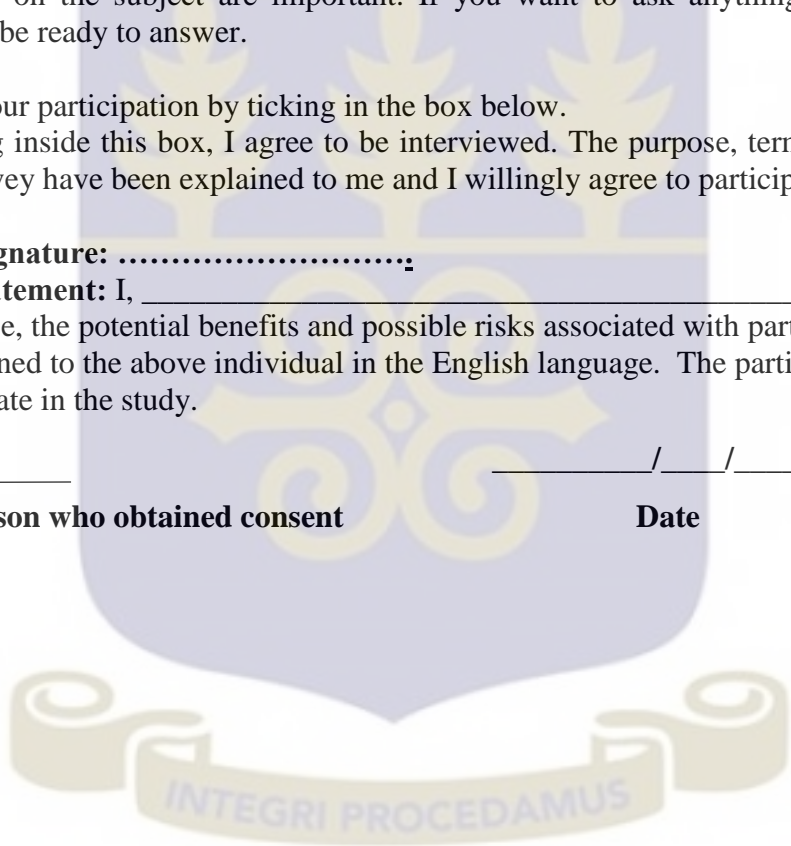 on the subject are important. If you want to ask anything
be ready to answer.
our participation by ticking in the box below.
g inside this box, I agree to be interviewed. The purpose, term
vey have been explained to me and I willingly agree to particip
gnature: ………………………..
atement: I, ________________________________________
e, the potential benefits and possible risks associated with part
ned to the above individual in the English language. The parti
ate in the study.
__________/____/____
son who obtained consent Date
INTEGRI PROCEDAMUS